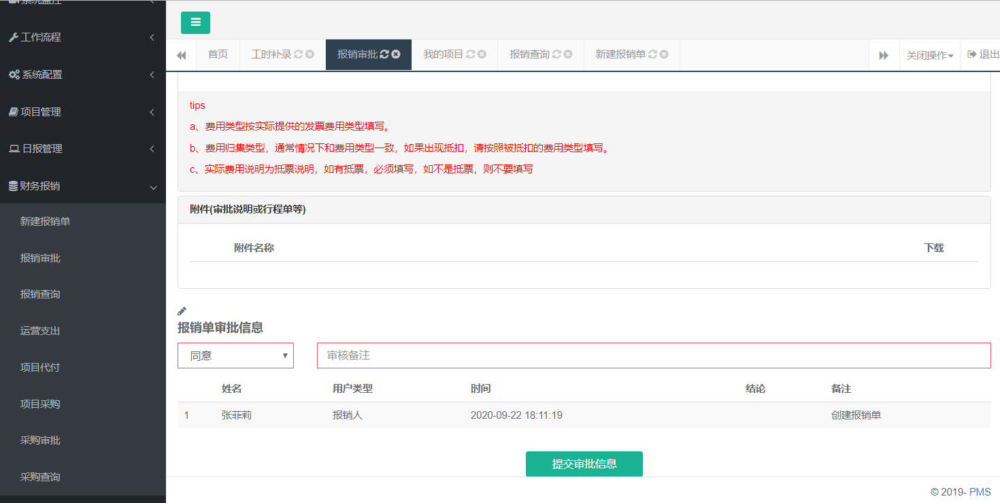 系统监控
工作流程
系统配置
项目管理
日报管理
财务报销
新建报销单
报销审批
报销查询
运营支出
项目代付
项目采购
采购审批
采购查询
首页 工时补录 报销审批 我的项目 报销查询 新建报销单 关闭操作 退出
tips
a、费用类型按实际提供的发票费用类型填写。
b、费用归集类型，通常情况下和费用类型一致，如果出现抵扣，请按照被抵扣的费用类型填写。
c、实际费用说明为抵票说明，如有抵票，必须填写，如不是抵票，则不要填写
附件(审批说明或行程单等)
附件名称 下载
报销单审批信息
同意 审核备注
姓名 用户类型 时间 结论 备注
1 张菲莉 报销人 2020-09-22 18:11:19 创建报销单
提交审批信息
© 2019- PMS